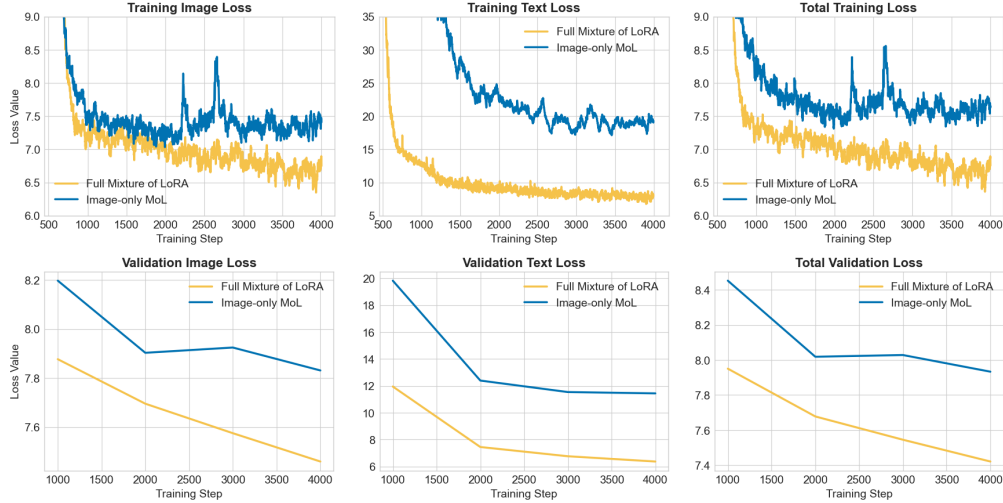 Training Image Loss
9.0
8.5
8.0
7.5
7.0
6.5
6.0
Loss Value
Full Mixture of LoRA
Image-only MoL
500 1000 1500 2000 2500 3000 3500 4000
Training Step
Training Text Loss
35
30
25
20
15
10
5
Full Mixture of LoRA
Image-only MoL
1000 1500 2000 2500 3000 3500 4000
Training Step
Total Training Loss
9.0
8.5
8.0
7.5
7.0
6.5
6.0
Full Mixture of LoRA
Image-only MoL
500 1000 1500 2000 2500 3000 3500 4000
Training Step
Validation Image Loss
8.2
8.0
7.8
7.6
Loss Value
Full Mixture of LoRA
Image-only MoL
1000 1500 2000 2500 3000 3500 4000
Training Step
Validation Text Loss
20
18
16
14
12
10
8
6
Full Mixture of LoRA
Image-only MoL
1000 1500 2000 2500 3000 3500 4000
Training Step
Total Validation Loss
8.4
8.2
8.0
7.8
7.6
7.4
Full Mixture of LoRA
Image-only MoL
1000 1500 2000 2500 3000 3500 4000
Training Step